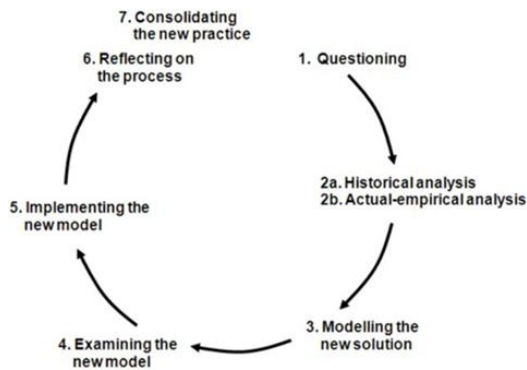 7. Consolidating
the new practice
6. Reflecting on
the process
1. Questioning
2a. Historical analysis
2b. Actual-empirical analysis
5. Implementing the
new model
3. Modelling the
new solution
4. Examining the
new model